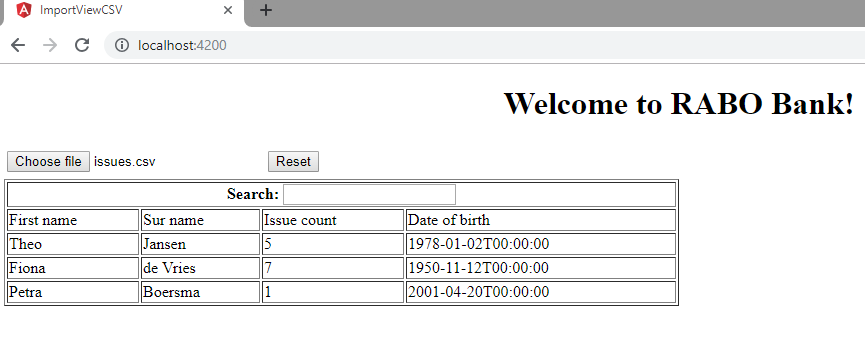 ImportViewCSV
localhost:4200
Welcome to RABO Bank!
Choose file issues.csv Reset
Search:
First name Sur name Issue count Date of birth
Theo Jansen 5 1978-01-02T00:00:00
Fiona de Vries 7 1950-11-12T00:00:00
Petra Boersma 1 2001-04-20T00:00:00